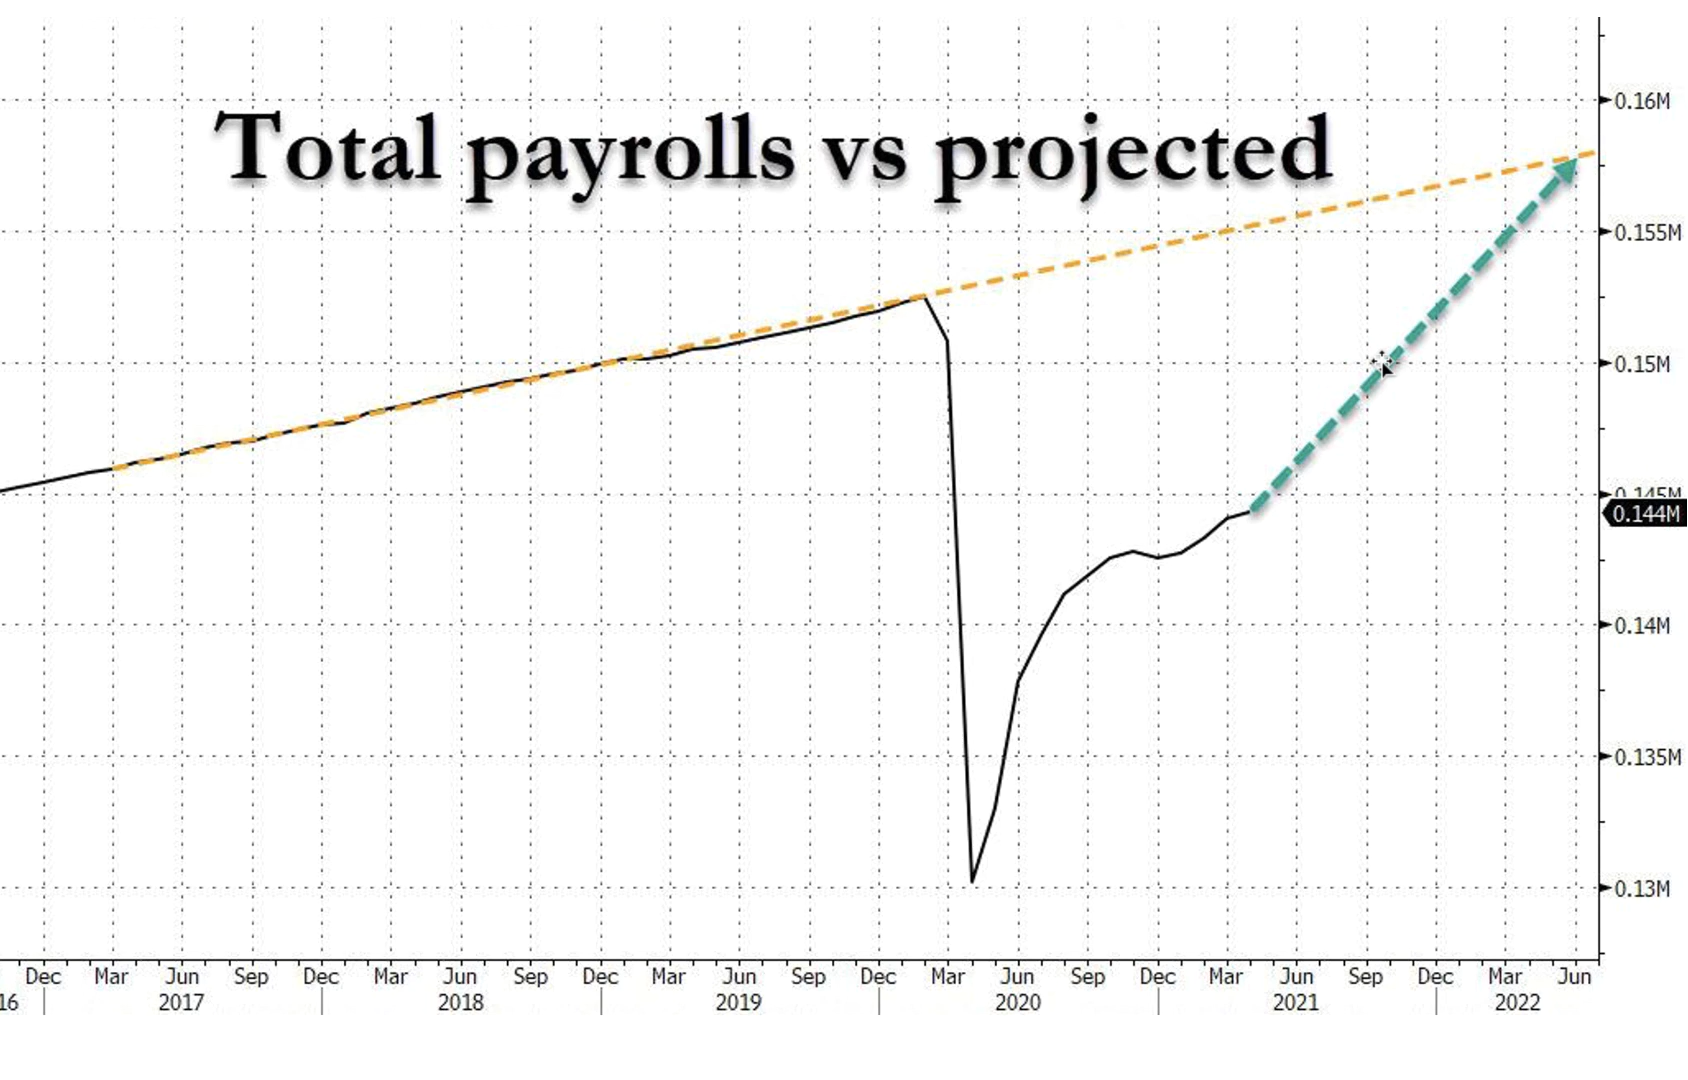 Total payrolls vs projected
0.16M
0.155M
0.15M
0.145M
0.144M
0.14M
0.135M
0.13M
Dec Mar Jun Sep Dec Mar Jun Sep Dec Mar Jun Sep Dec Mar Jun Sep Dec Mar Jun Sep Dec Mar Jun
16 2017 2018 2019 2020 2021 2022